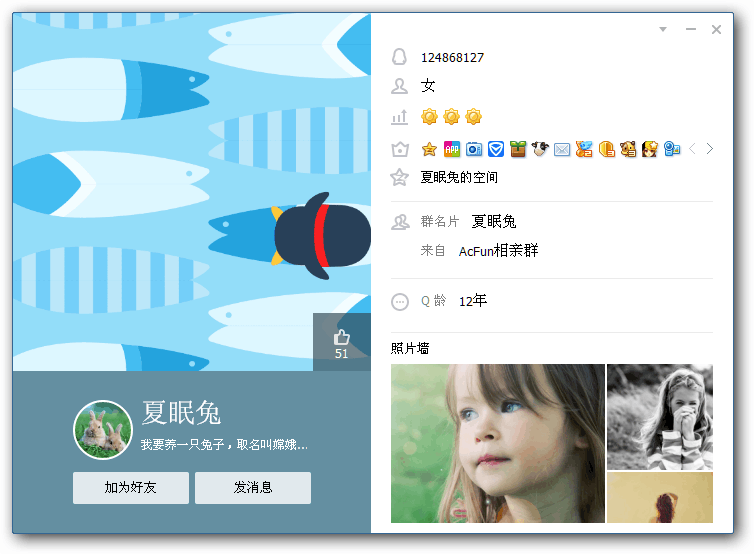 124868127
女
APP
夏眠兔的空间
群名片 夏眠兔
来自 AcFun相亲群
Q 龄 12年
照片墙
51
夏眠兔
我要养一只兔子，取名叫嫦娥...
加为好友
发消息